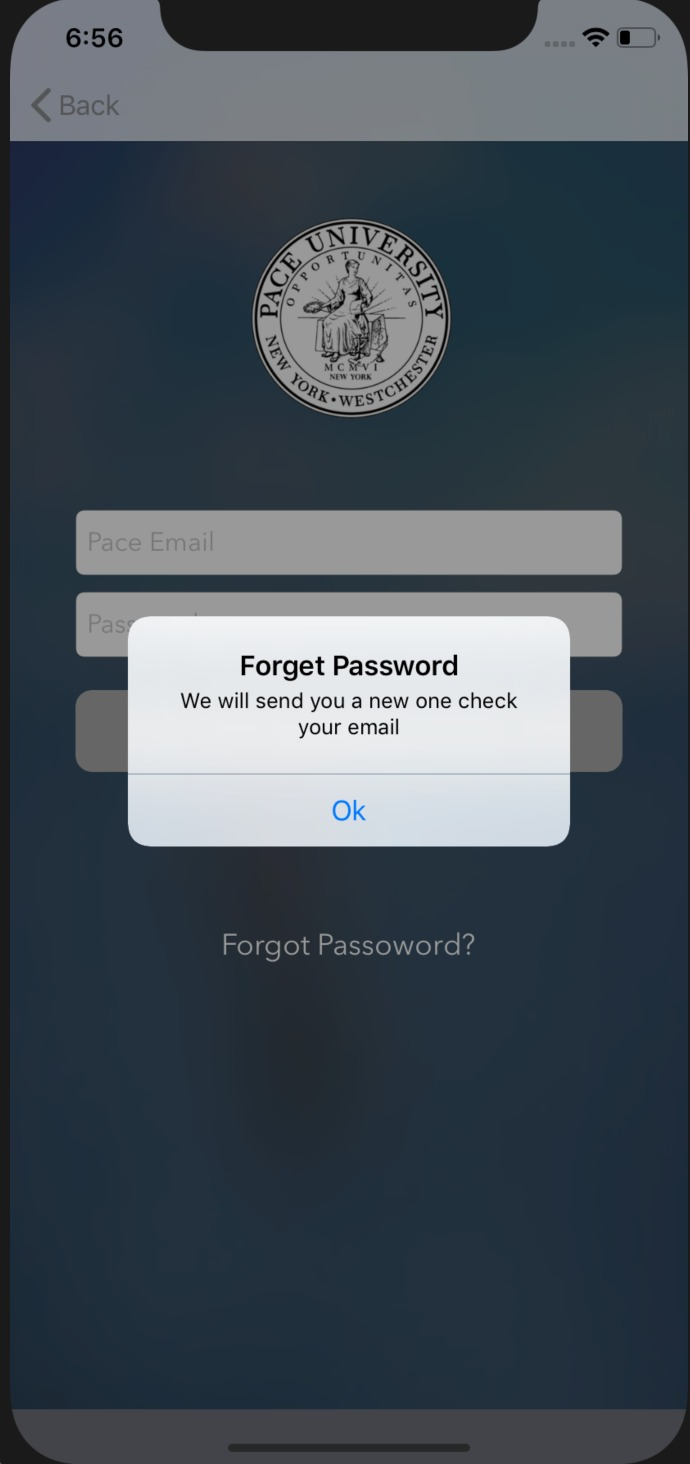 6:56
Back
PACE UNIVERSITY
OPPORTUNITAS
MCMVI
NEW YORK
NEW YORK • WESTCHESTER
Pace Email
Forget Password
We will send you a new one check
your email
Ok
Forgot Passoword?